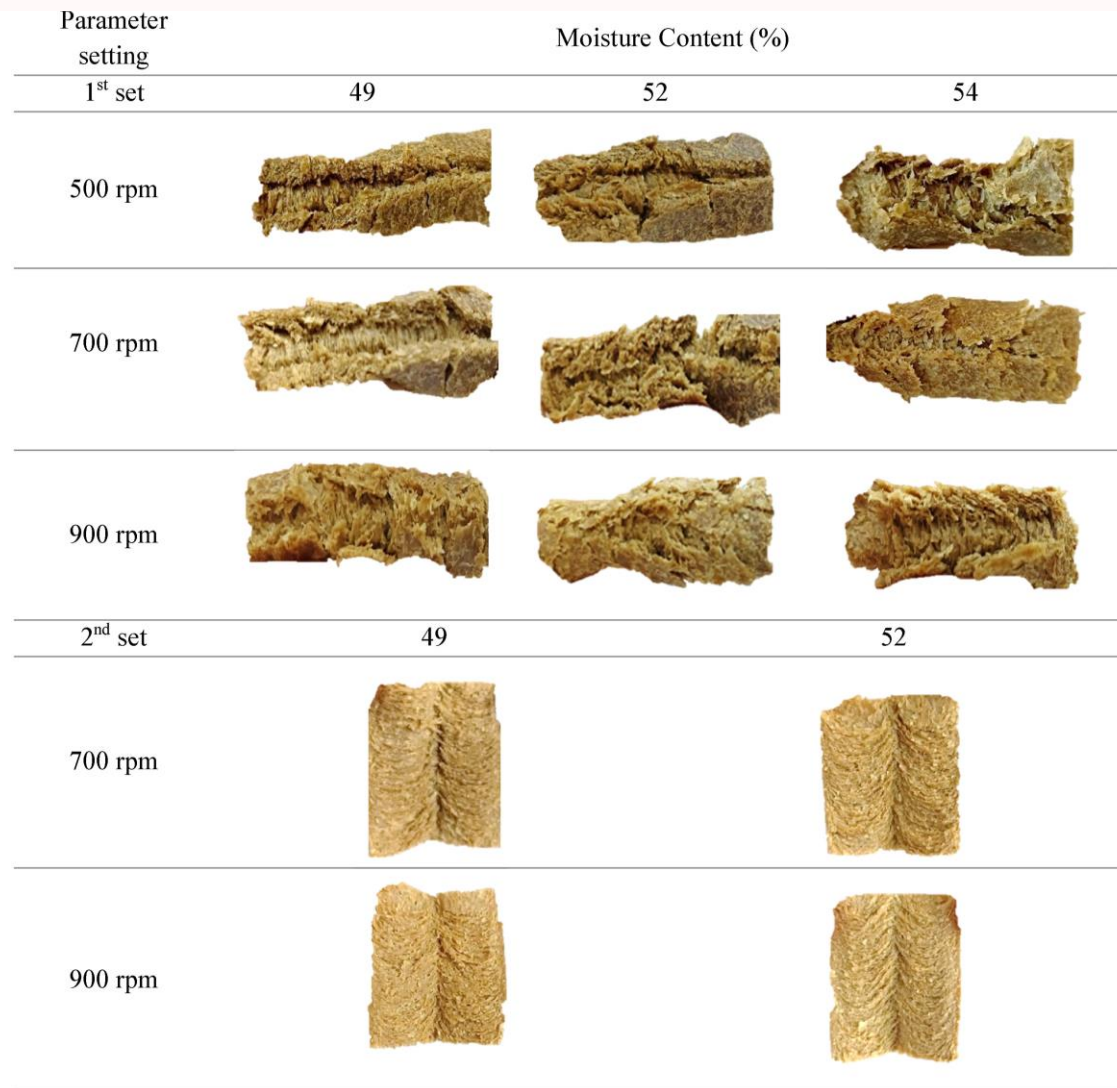 Parameter
setting
Moisture Content (%)
1st set 49 52 54
500 rpm
700 rpm
900 rpm
2nd set 49 52
700 rpm
900 rpm